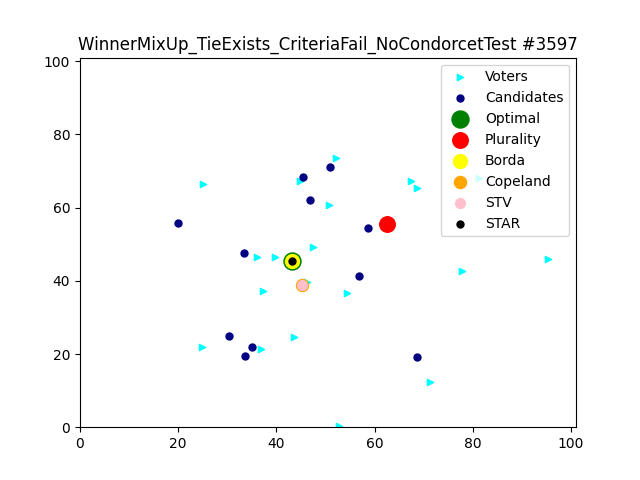 WinnerMixUp_TieExists_CriteriaFail_NoCondorcetTest #3597
100
80
60
40
20
0
0 20 40 60 80 100
Voters
Candidates
Optimal
Plurality
Borda
Copeland
STV
STAR